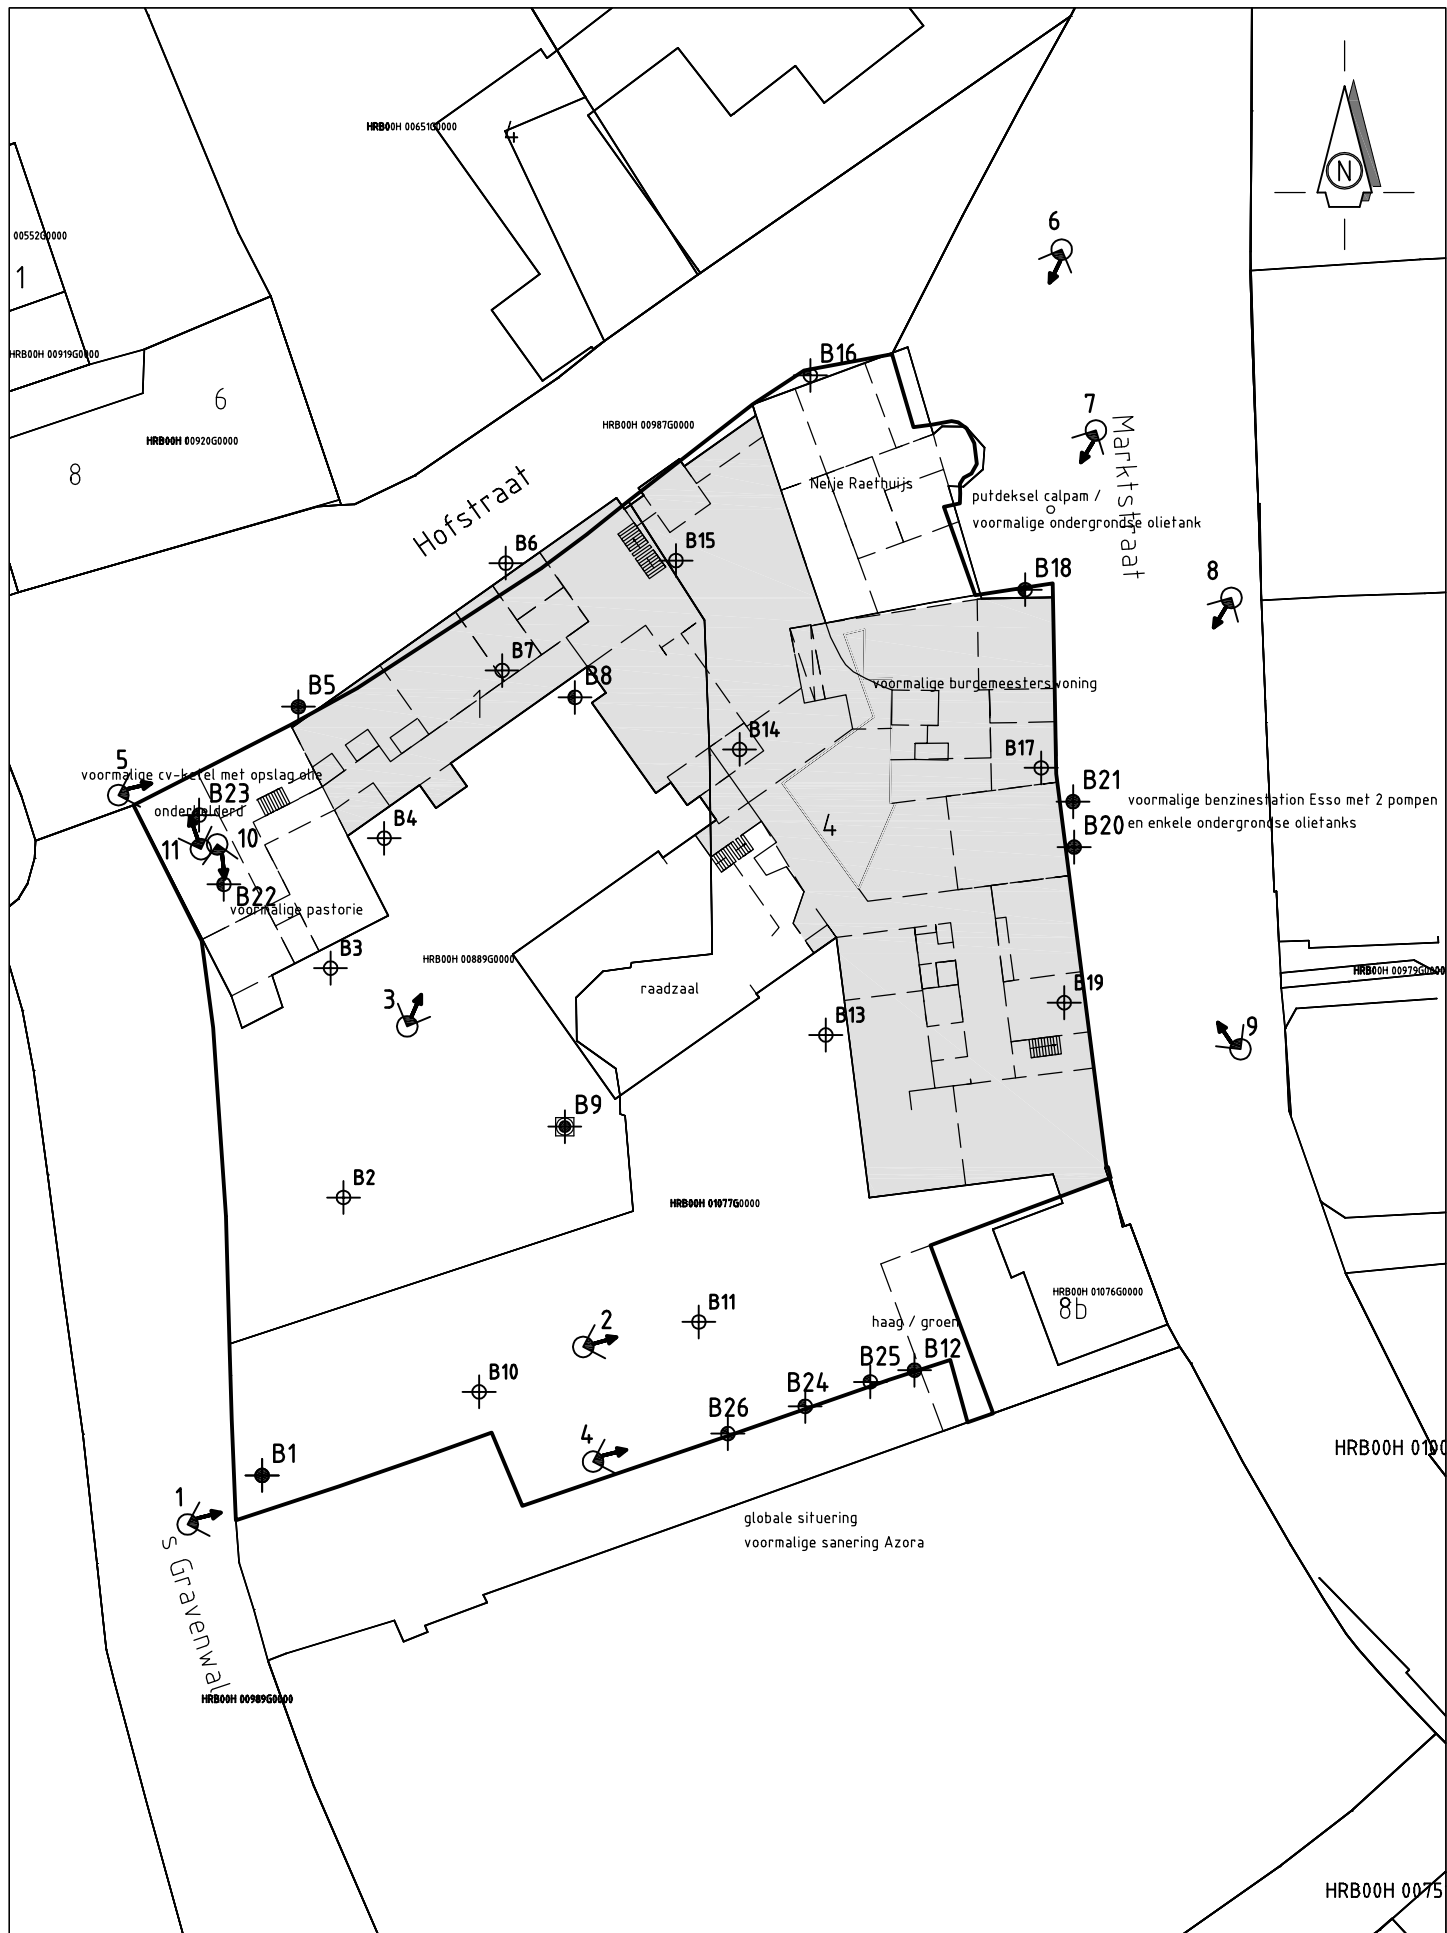 HRB00H 00651G0000
4
N
6
00552G0000
1
B16
HRB00H 00919G0000
6
7
HRB00H 00987G0000
Marktstraat
HRB00H 00920G0000
8
Nelje Raethuijs
Hofstraat
putdeksel calpam /
voormalige ondergrondse olietank
B6
B15
B18
8
B7
B8
B5
voormalige burgemeesterswoning
B14
5
B17
voormalige cv-ketel met opslag olie
onderkelderd
B21
voormalige benzinestation Esso met 2 pompen
en enkele ondergrondse olietanks
B23
B4
4
B20
10
11
B22
voormalige pastorie
B3
HRB00H 00889G0000
raadzaal
HRB00H 00979G0000
3
B13
B19
9
B9
B2
HRB00H 01077G0000
HRB00H 01076G0000
8b
2
B11
haag / groen
B12
B10
B25
B24
B26
4
B1
HRB00H 0100
1
globale situering
voormalige sanering Azora
s Gravenwal
HRB00H 00989G0000
HRB00H 0075